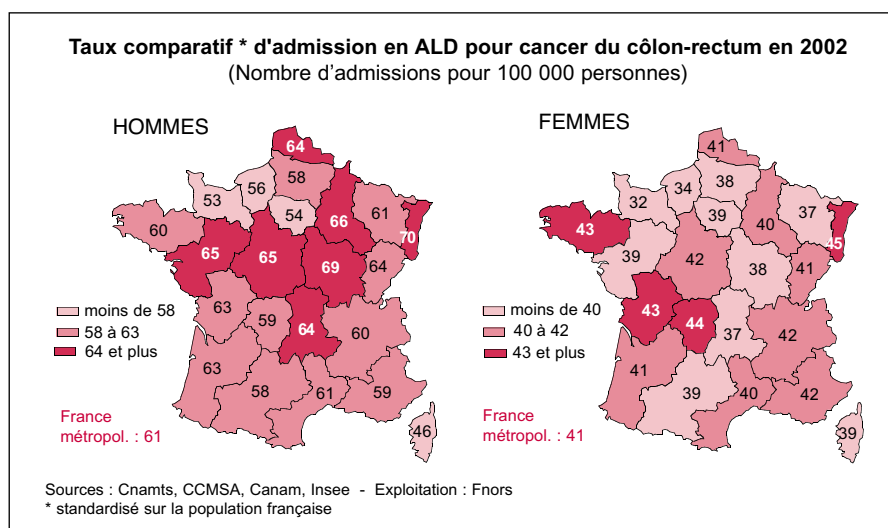 Taux comparatif * d'admission en ALD pour cancer du côlon-rectum en 2002
(Nombre d'admissions pour 100 000 personnes)
HOMMES
64
58
56
53
54
66
61
70
60
65
65
69
64
63
59
64
60
63
58
61
59
46
moins de 58
58 à 63
64 et plus
France
métropol. : 61
FEMMES
41
38
34
32
39
40
37
45
43
39
42
38
41
43
44
37
42
41
39
40
42
39
moins de 40
40 à 42
43 et plus
France
métropol. : 41
Sources : Cnamts, CCMSA, Canam, Insee - Exploitation : Fnors
* standardisé sur la population française